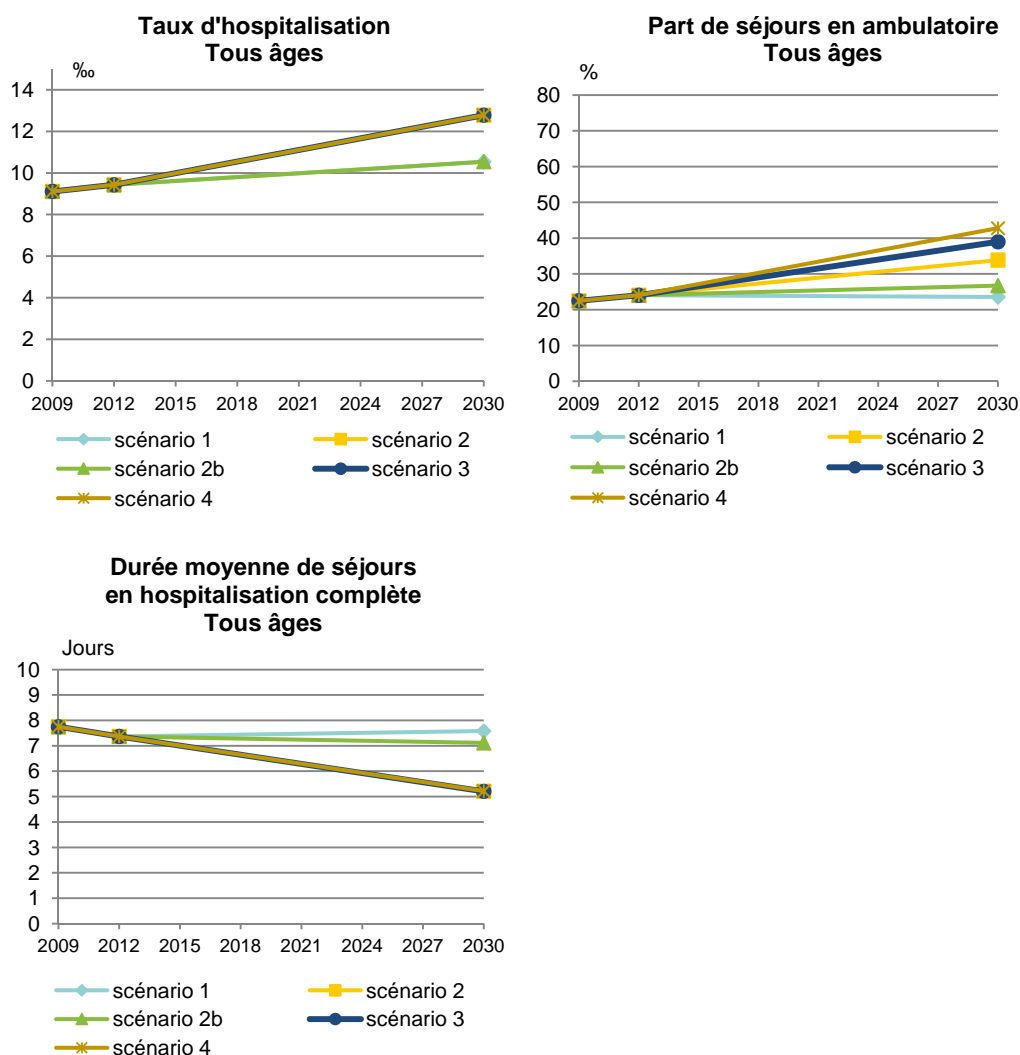 Taux d'hospitalisation
Tous âges
‰
14
12
10
8
6
4
2
0
2009 2012 2015 2018 2021 2024 2027 2030
scénario 1 scénario 2
scénario 2b scénario 3
scénario 4
Part de séjours en ambulatoire
Tous âges
%
80
70
60
50
40
30
20
10
0
2009 2012 2015 2018 2021 2024 2027 2030
scénario 1 scénario 2
scénario 2b scénario 3
scénario 4
Durée moyenne de séjours
en hospitalisation complète
Tous âges
Jours
10
9
8
7
6
5
4
3
2
1
0
2009 2012 2015 2018 2021 2024 2027 2030
scénario 1 scénario 2
scénario 2b scénario 3
scénario 4